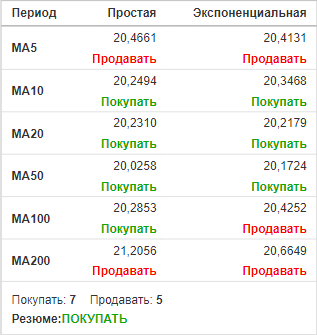 Период Простая Экспоненциальная
MA5 20,4661 20,4131
Продавать Продавать
MA10 20,2494 20,3468
Покупать Покупать
MA20 20,2310 20,2179
Покупать Покупать
MA50 20,0258 20,1724
Покупать Покупать
MA100 20,2853 20,4252
Покупать Продавать
MA200 21,2056 20,6649
Продавать Продавать
Покупать: 7 Продавать: 5
Резюме:ПОКУПАТЬ